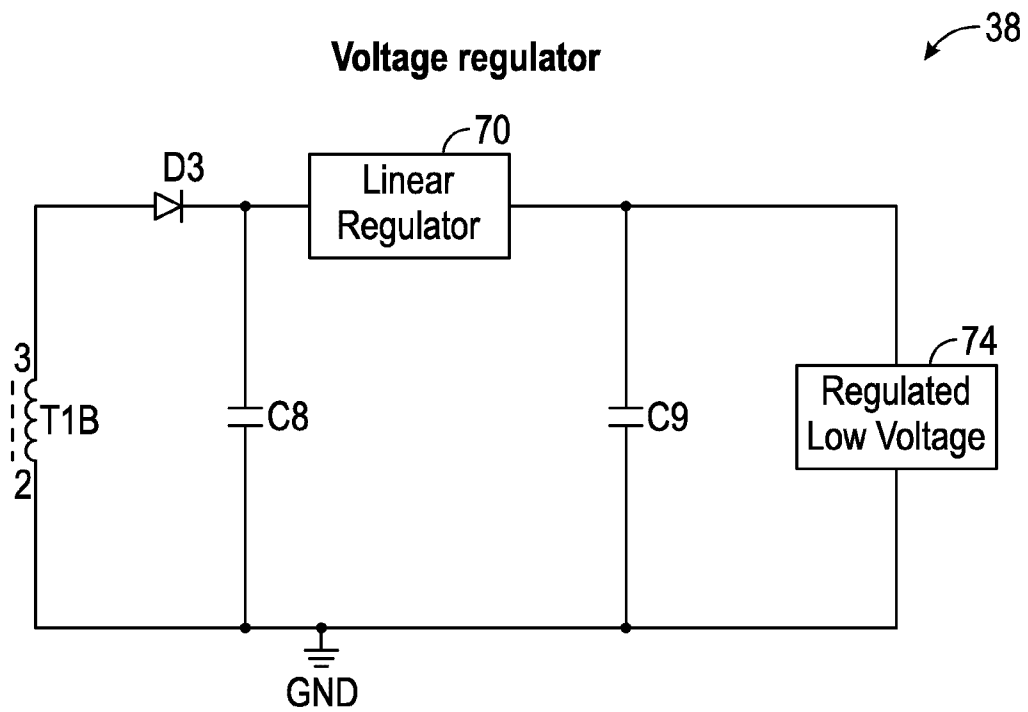 38
Voltage regulator
70
D3
Linear
Regulator
74
3
T1B
2
C8
C9
Regulated
Low Voltage
GND